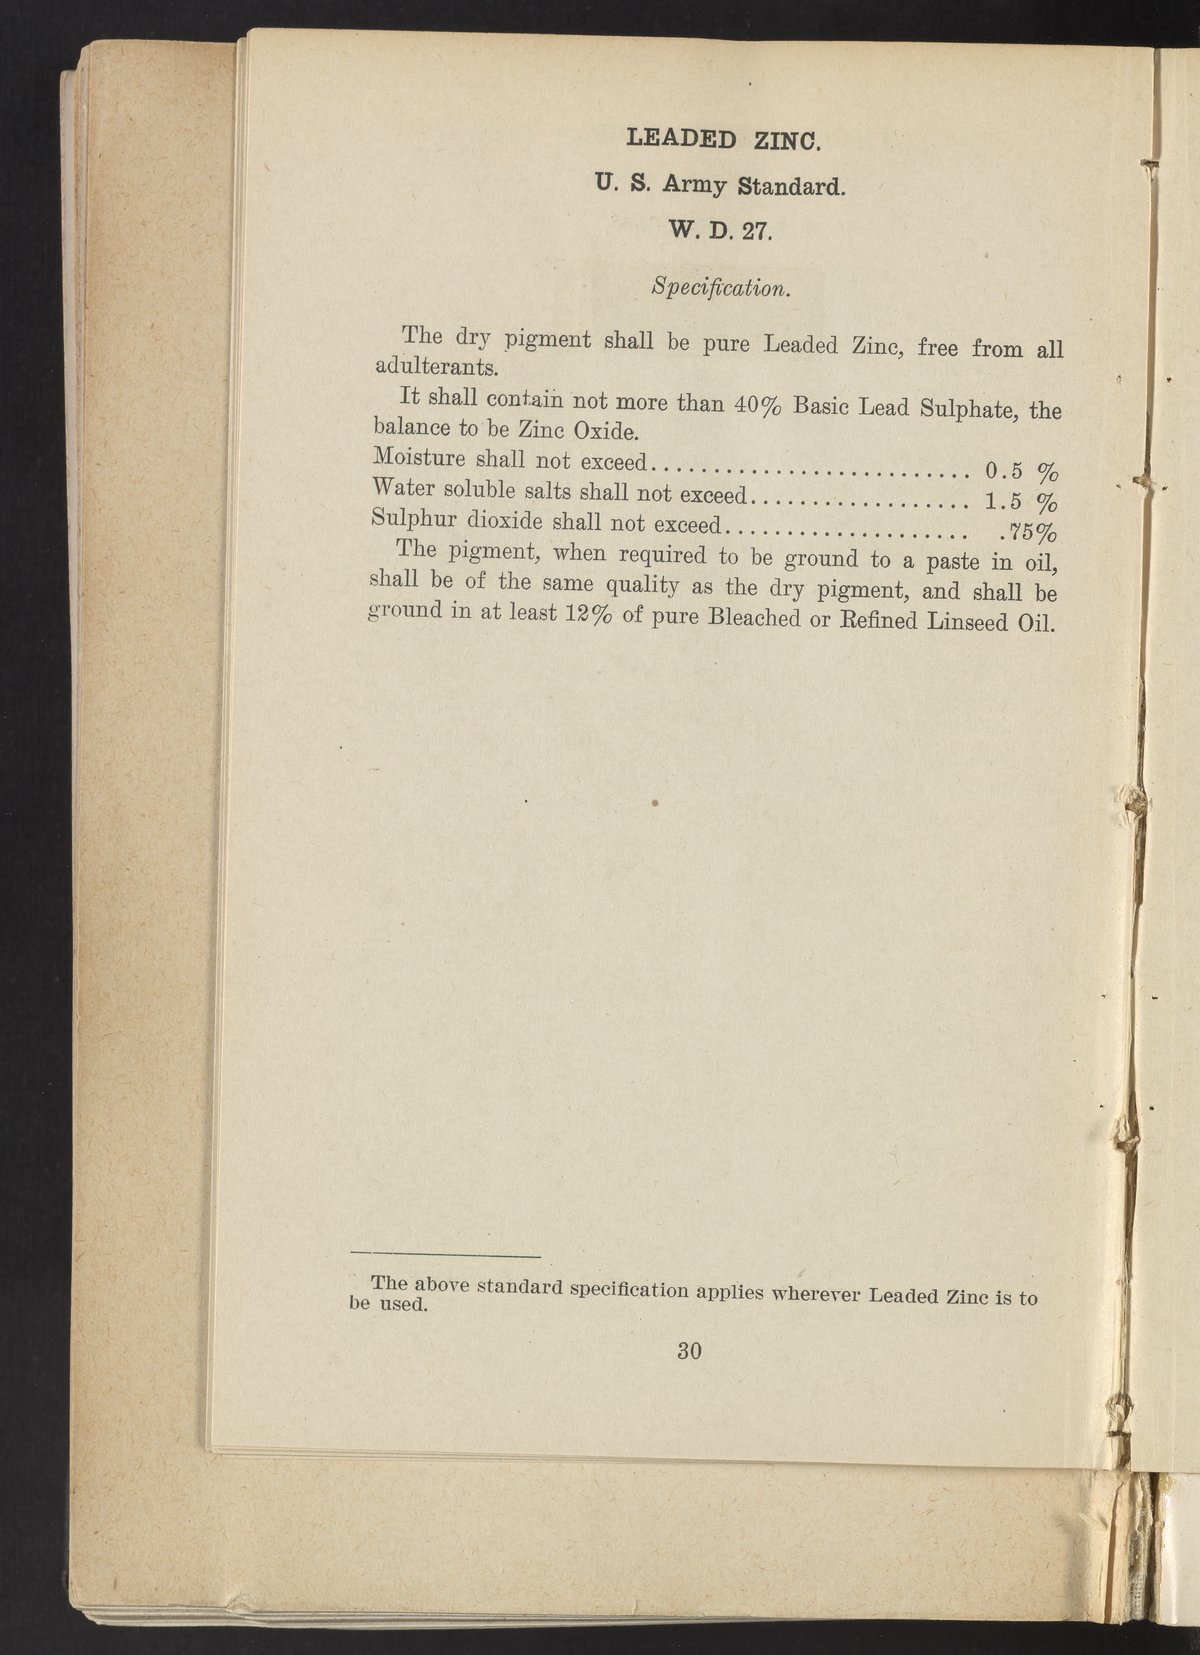 LEADED ZINC.
U. S. Army Standard.
W. D. 27.
Specification.
The dry pigment shall be pure Leaded Zinc, free from all
adulterants.
It shall contain not more than 40% Basic Lead Sulphate, the
balance to be Zinc Oxide.
Moisture shall not exceed.......................... 0.5 %
Water soluble salts shall not exceed.................. 1.5 %
Sulphur dioxide shall not exceed.................... .75%
The pigment, when required to be ground to a paste in oil,
shall be of the same quality as the dry pigment, and shall be
ground in at least 12% of pure Bleached or Refined Linseed Oil.
The above standard specification applies wherever Leaded Zinc is to
be used.
30